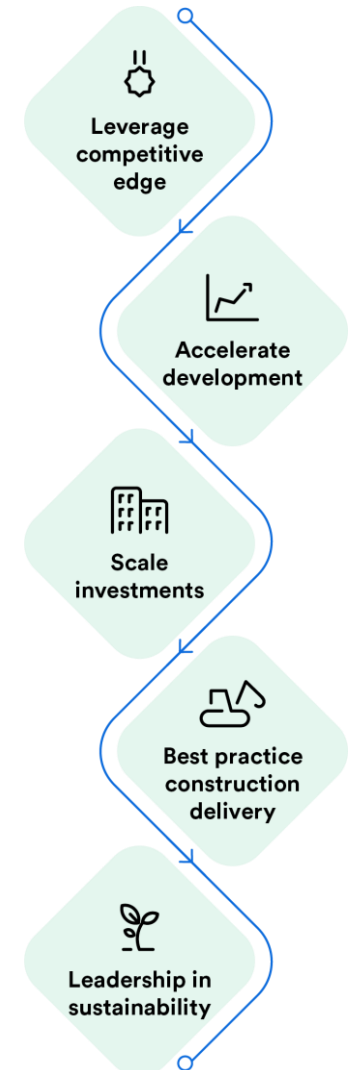 Leverage
competitive
edge
Accelerate
development
Scale
investments
Best practice
construction
delivery
Leadership in
sustainability